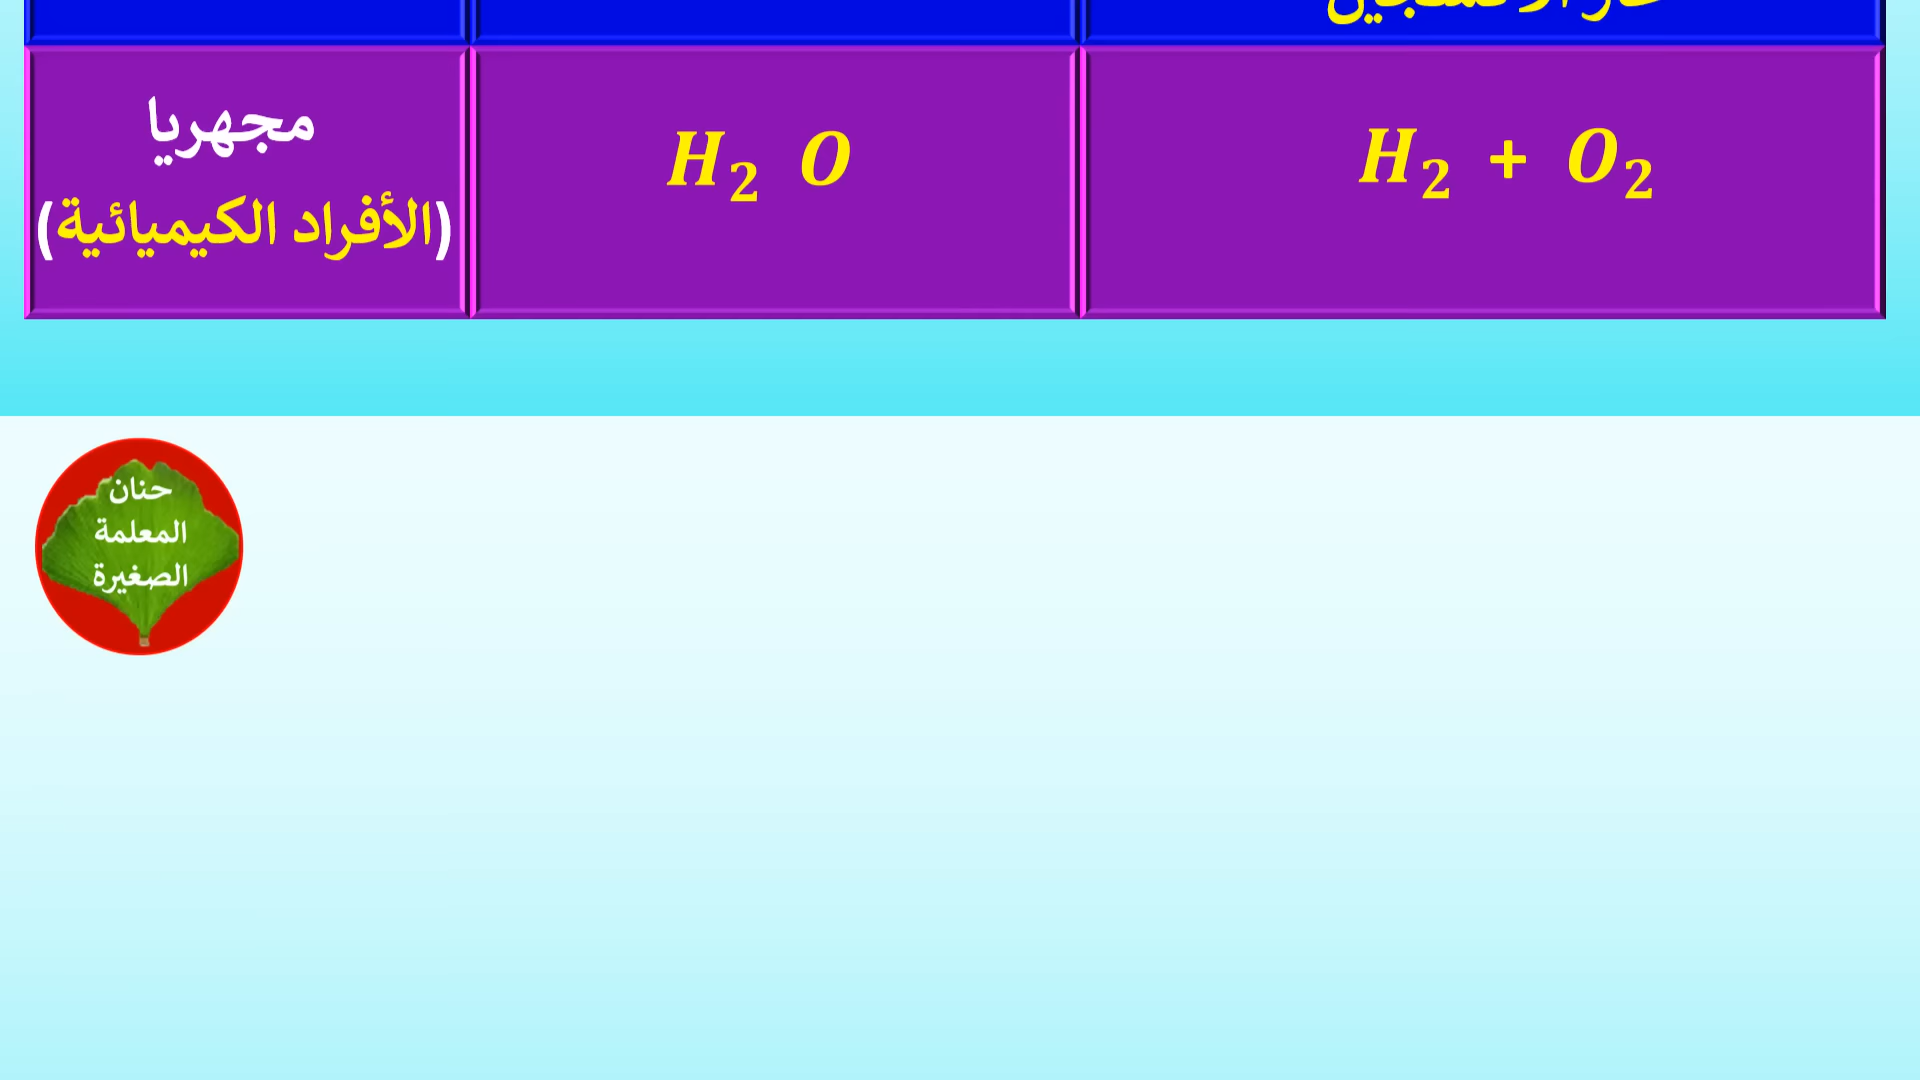 مجهريا
(الأفراد الكيميائية)
H₂ O
H₂ + O₂
حنان
المعلمة
الصغيرة